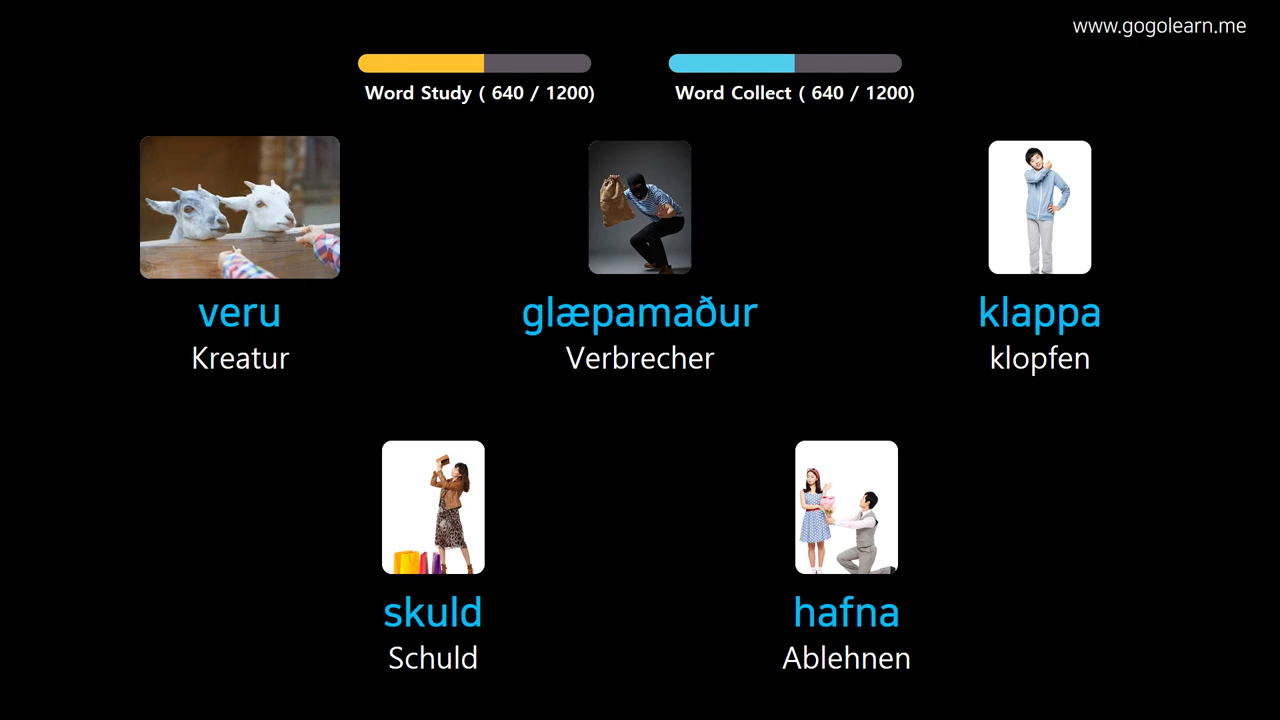 www.gogolearn.me
Word Study ( 640 / 1200)
Word Collect ( 640 / 1200)
veru
glæpamaður
klappa
Kreatur
Verbrecher
klopfen
skuld
hafna
Schuld
Ablehnen